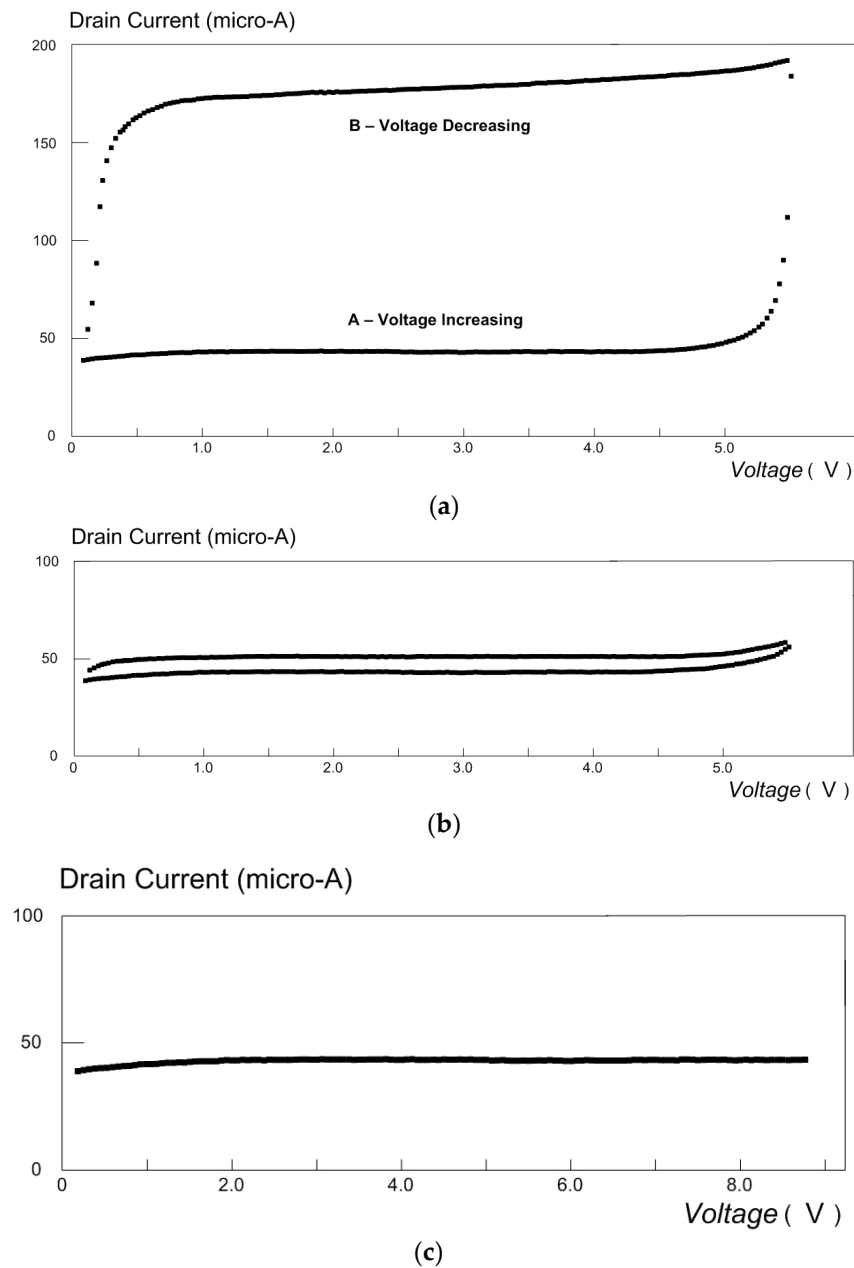 Drain Current (micro-A)
200
B – Voltage Decreasing
150
100
A – Voltage Increasing
50
0
0 1.0 2.0 3.0 4.0 5.0
Voltage ( V )
(a)
Drain Current (micro-A)
100
50
0
0 1.0 2.0 3.0 4.0 5.0
Voltage ( V )
(b)
Drain Current (micro-A)
100
50
0
0 2.0 4.0 6.0 8.0
Voltage ( V )
(c)